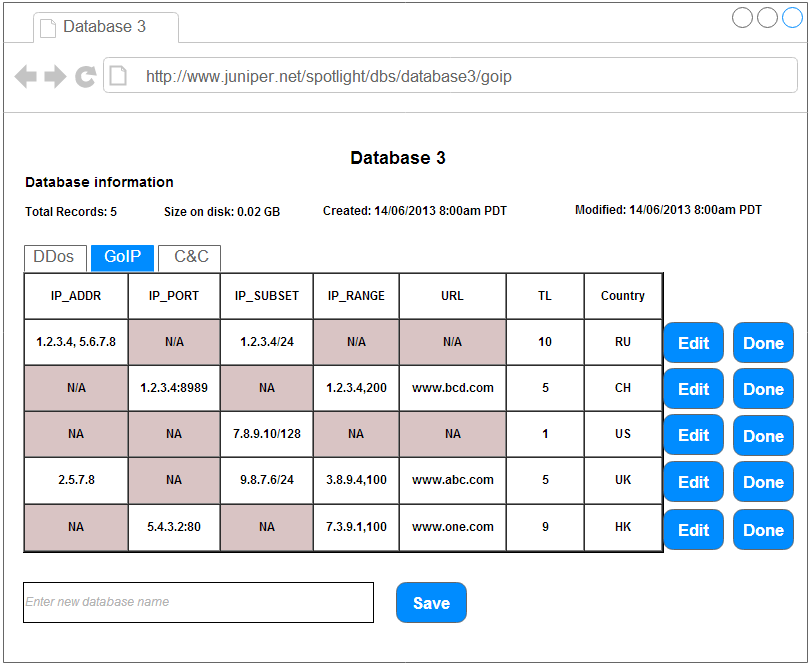 Database 3
http://www.juniper.net/spotlight/dbs/database3/goip
Database 3
Database information
Total Records: 5 Size on disk: 0.02 GB Created: 14/06/2013 8:00am PDT Modified: 14/06/2013 8:00am PDT
DDos GoIP C&C
IP_ADDR IP_PORT IP_SUBSET IP_RANGE URL TL Country
1.2.3.4, 5.6.7.8 N/A 1.2.3.4/24 N/A N/A 10 RU Edit Done
N/A 1.2.3.4:8989 NA 1.2.3.4,200 www.bcd.com 5 CH Edit Done
NA NA 7.8.9.10/128 NA NA 1 US Edit Done
2.5.7.8 NA 9.8.7.6/24 3.8.9.4,100 www.abc.com 5 UK Edit Done
NA 5.4.3.2:80 NA 7.3.9.1,100 www.one.com 9 HK Edit Done
Enter new database name Save